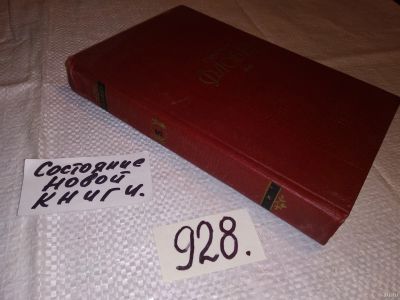 Состояние
новой
книги.
928.